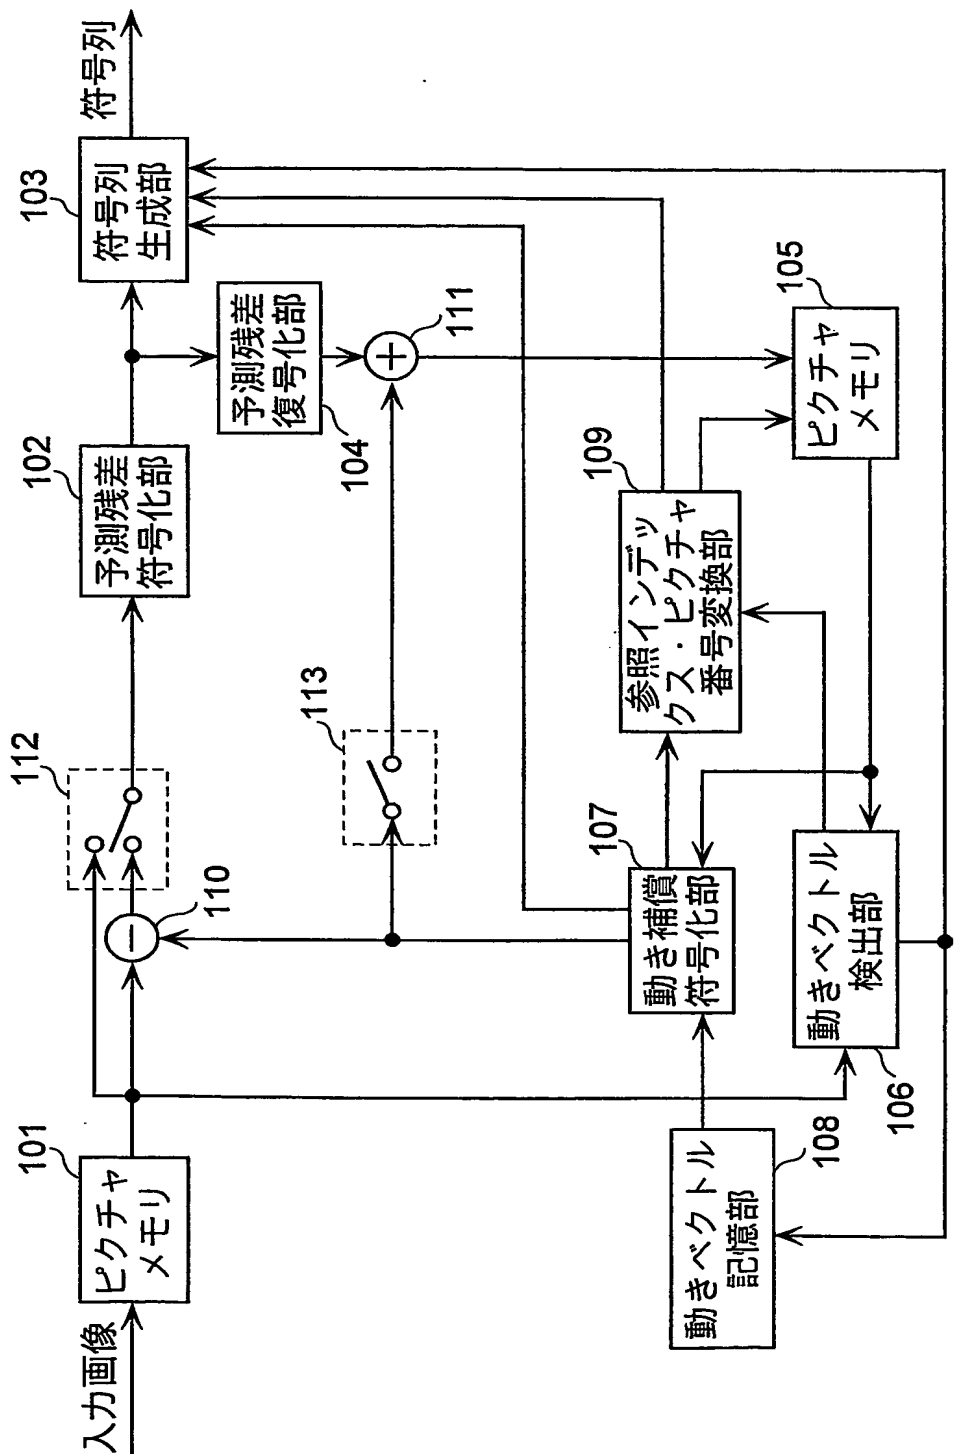 入力画像
101
ピクチャ
メモリ
110
112
102
予測残差
符号化部
103
符号列
生成部
符号列
予測残差
復号化部
104
111
113
107
動き補償
符号化部
109
参照インデッ
クス・ピクチャ
番号変換部
105
ピクチャ
メモリ
動きベクトル
記憶部
108
動きベクトル
検出部
106